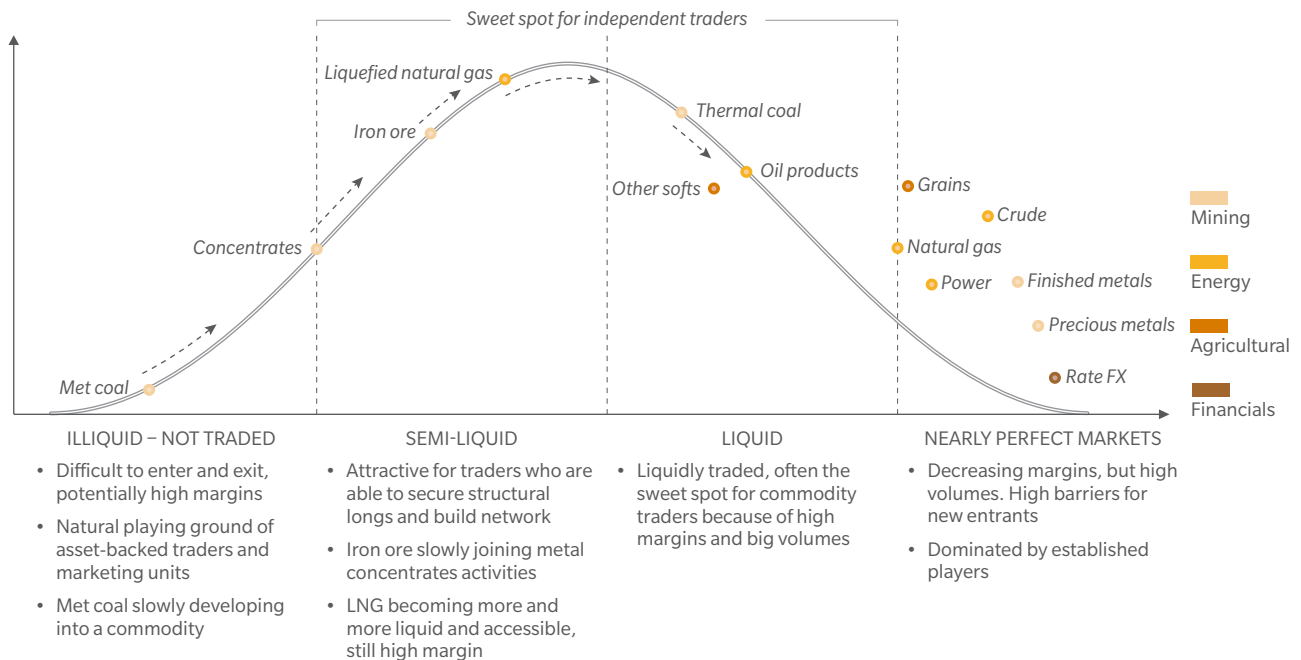 Sweet spot for independent traders
Liquefied natural gas
Iron ore
Concentrates
Met coal
Thermal coal
Oil products
Other softs
Grains
Crude
Natural gas
Power
Finished metals
Precious metals
Rate FX
Mining
Energy
Agricultural
Financials
ILLIQUID – NOT TRADED
• Difficult to enter and exit,
potentially high margins
• Natural playing ground of
asset-backed traders and
marketing units
• Met coal slowly developing
into a commodity
SEMI-LIQUID
• Attractive for traders who are
able to secure structural
longs and build network
• Iron ore slowly joining metal
concentrates activities
• LNG becoming more and
more liquid and accessible,
still high margin
LIQUID
• Liquidly traded, often the
sweet spot for commodity
traders because of high
margins and big volumes
NEARLY PERFECT MARKETS
• Decreasing margins, but high
volumes. High barriers for
new entrants
• Dominated by established
players